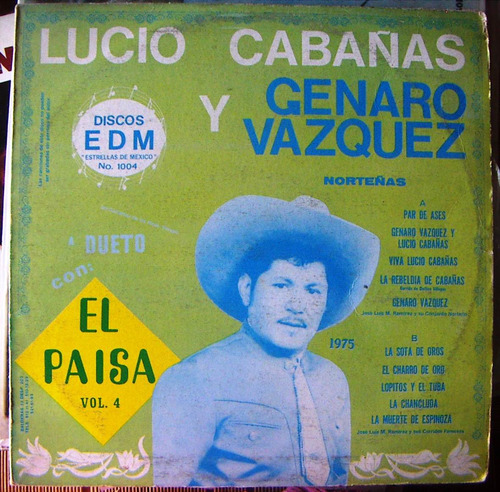 LUCIO CABAÑAS
Y GENARO
VAZQUEZ
DISCOS
EDM
"ESTRELLAS DE MEXICO"
No. 1004
NORTEÑAS
A DUETO
con:
EL
PAISA
VOL. 4
1975
A
PAR DE ASES
GENARO VAZQUEZ Y
LUCIO CABAÑAS
VIVA LUCIO CABAÑAS
LA REBELDIA DE CABAÑAS
GENARO VAZQUEZ
B
LA SOTA DE OROS
EL CHARRO DE ORO
LOPITOS Y EL TUBA
LA CHANCLUDA
LA MUERTE DE ESPINOZA